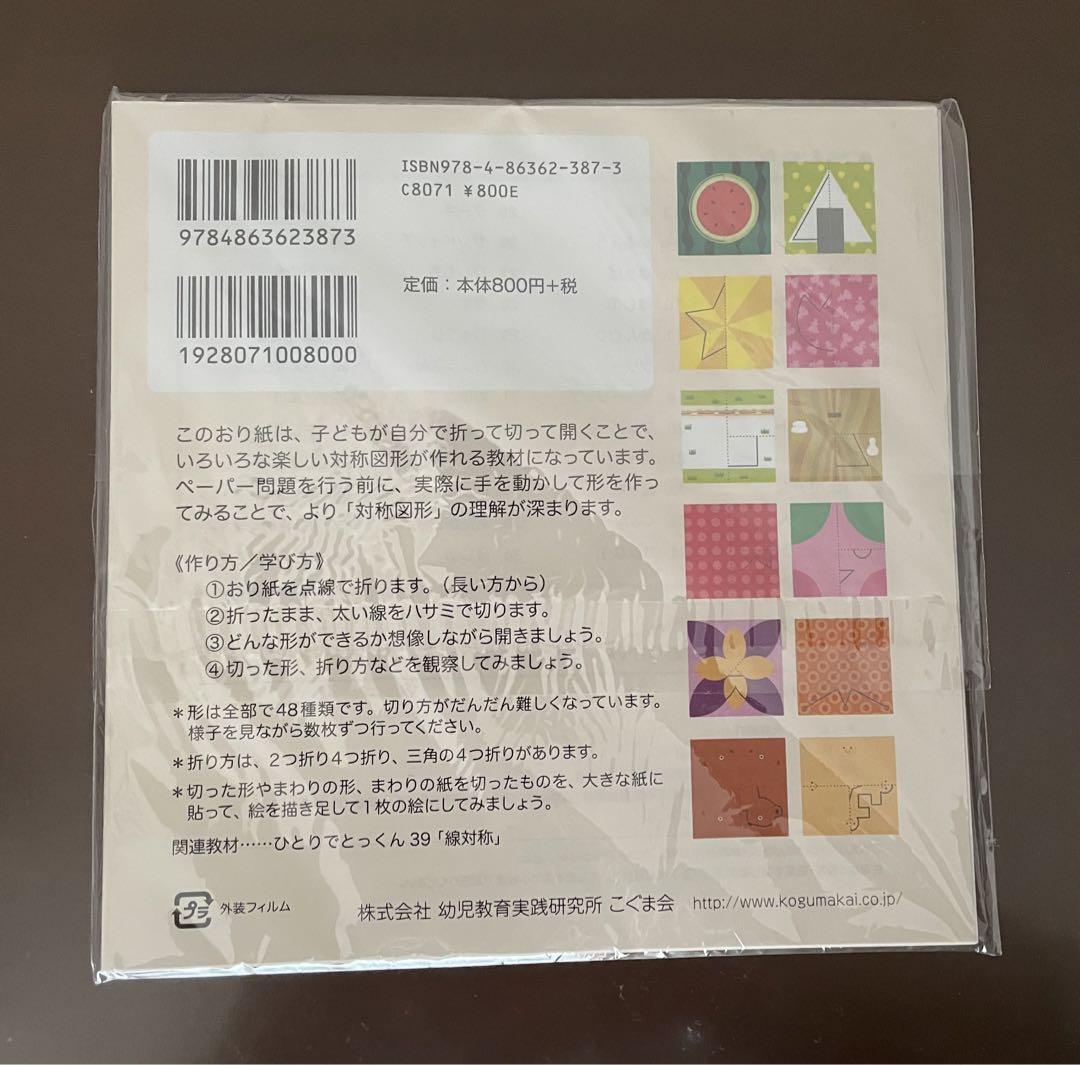 ISBN978-4-86362-387-3
C8071 ¥800E
9784863623873
定価：本体800円+税
1928071008000
このおり紙は、子どもが自分で折って切って開くことで、
いろいろな楽しい対称図形が作れる教材になっています。
ペーパー問題を行う前に、実際に手を動かして形を作っ
てみることで、より「対称図形」の理解が深まります。
《作り方／学び方》
①おり紙を点線で折ります。（長い方から）
②折ったまま、太い線をハサミで切ります。
③どんな形ができるか想像しながら開きましょう。
④切った形、折り方などを観察してみましょう。
＊形は全部で48種類です。切り方がだんだん難しくなっています。
様子を見ながら数枚ずつ行ってください。
＊折り方は、2つ折り4つ折り、三角の4つ折りがあります。
＊切った形やまわりの形、まわりの紙を切ったものを、大きな紙に
貼って、絵を描き足して1枚の絵にしてみましょう。
関連教材……ひとりでとっくん39「線対称」
プラ 外装フィルム
株式会社 幼児教育実践研究所 こぐま会 http://www.kogumakai.co.jp/